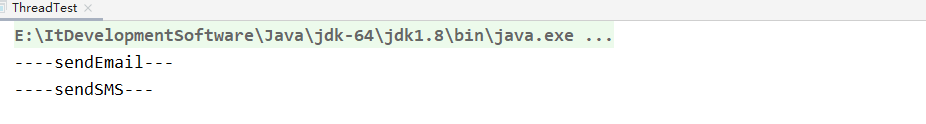 ThreadTest
E:\ItDevelopmentSoftware\Java\jdk-64\jdk1.8\bin\java.exe ...
----sendEmail---
----sendSMS---